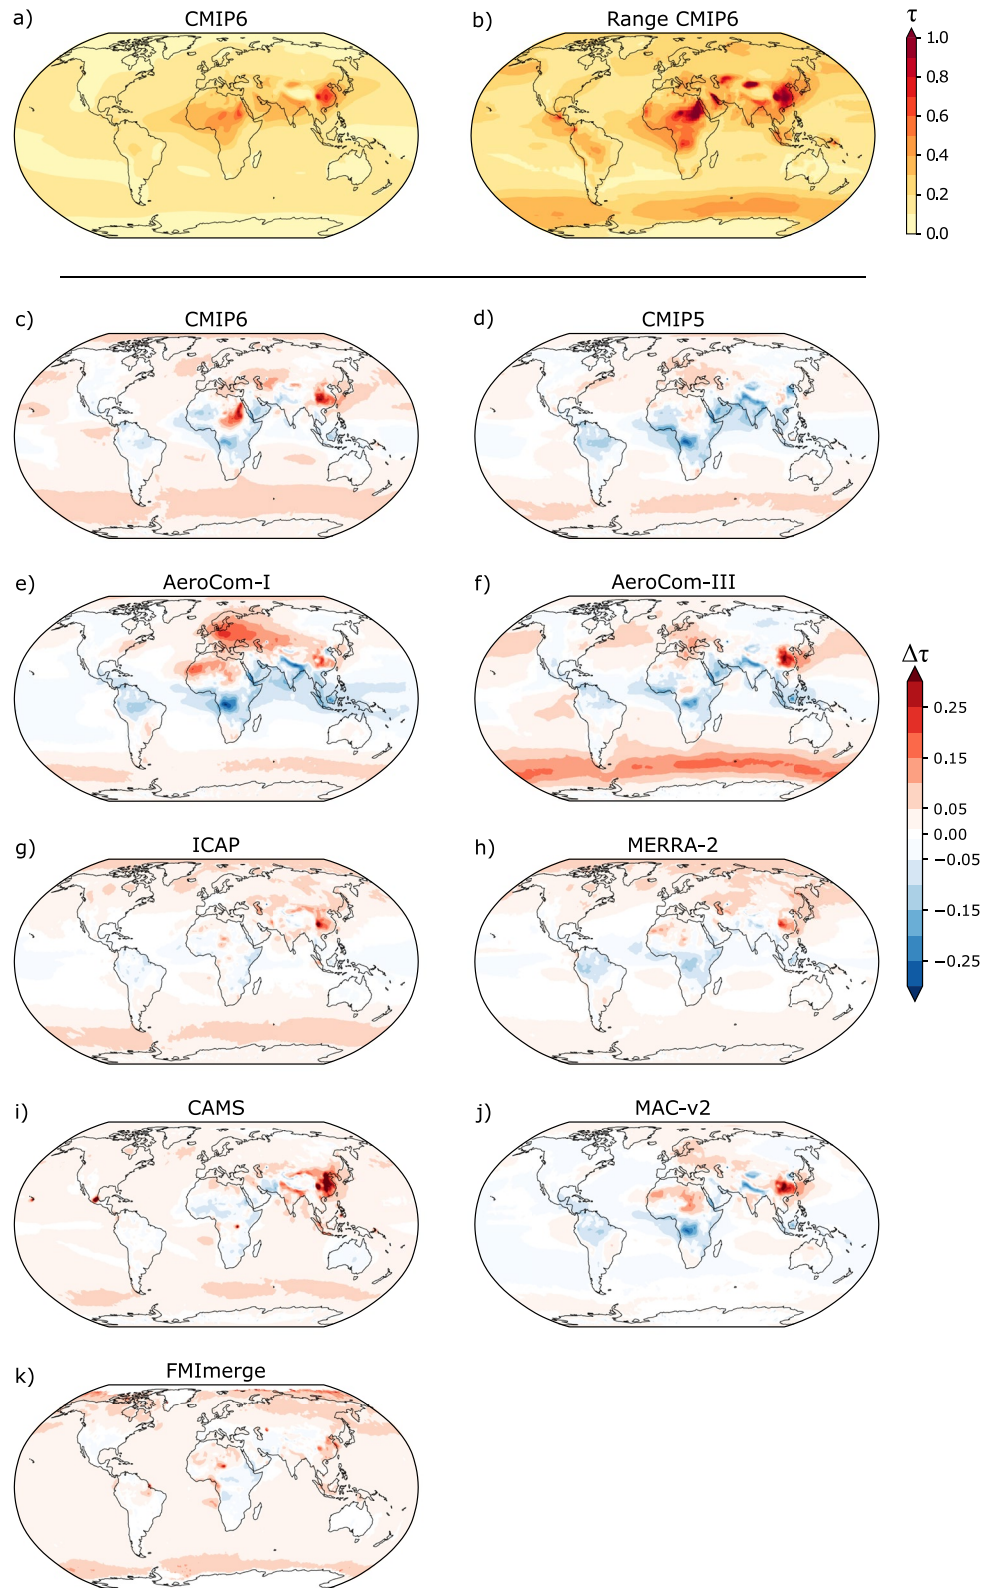 a) CMIP6
b) Range CMIP6
τ
1.0
0.8
0.6
0.4
0.2
0.0
c) CMIP6
d) CMIP5
e) AeroCom-I
f) AeroCom-III
Δτ
0.25
0.15
0.05
0.00
−0.05
−0.15
−0.25
g) ICAP
h) MERRA-2
i) CAMS
j) MAC-v2
k) FMImerge